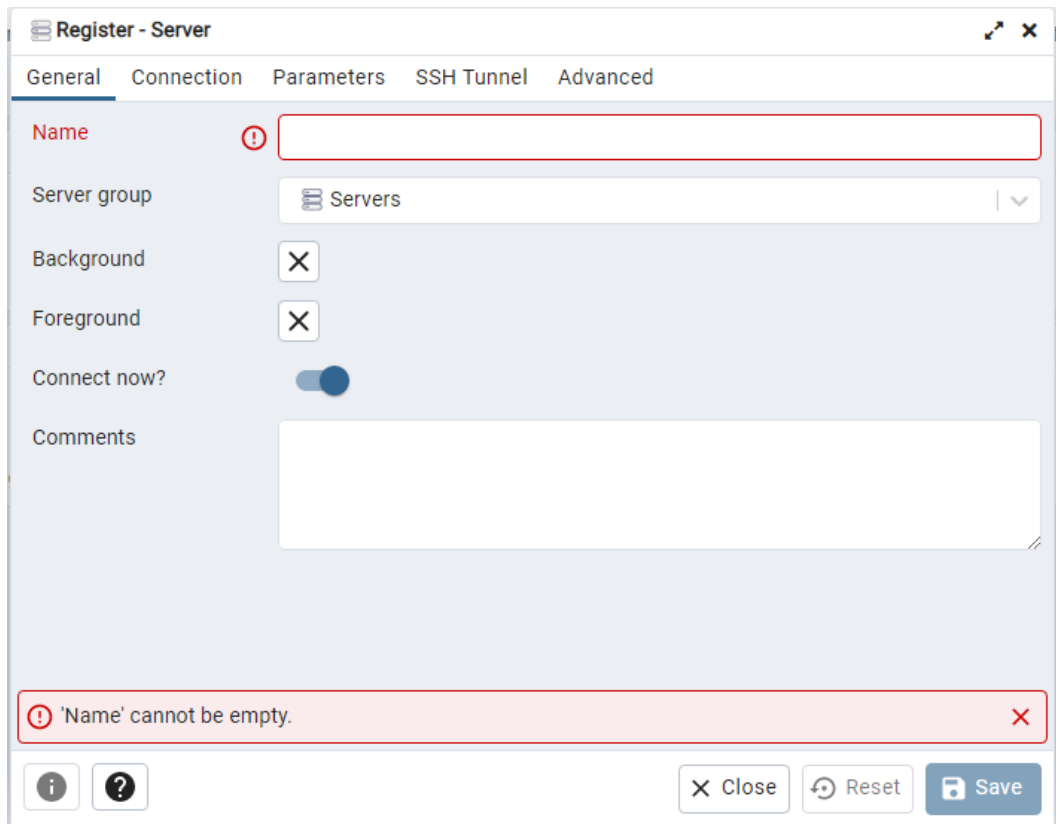 Register - Server
General Connection Parameters SSH Tunnel Advanced
Name
Server group Servers
Background
Foreground
Connect now?
Comments
'Name' cannot be empty.
Close Reset Save